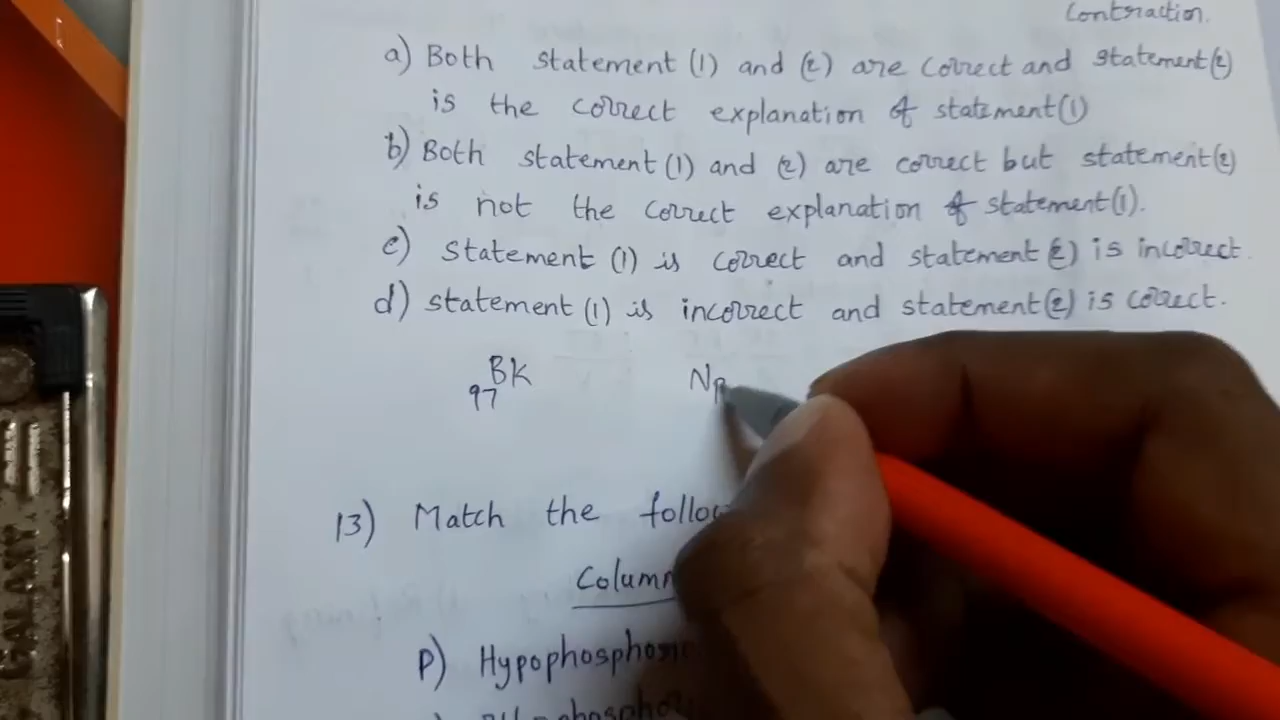 Contraction.
a) Both statement (1) and (2) are correct and statement (2)
is the correct explanation of statement (1)
b) Both statement (1) and (2) are correct but statement (2)
is not the correct explanation of statement (1).
c) Statement (1) is correct and statement (2) is incorrect.
d) statement (1) is incorrect and statement (2) is correct.
97Bk Np
13) Match the
Column
P)
GALAXY